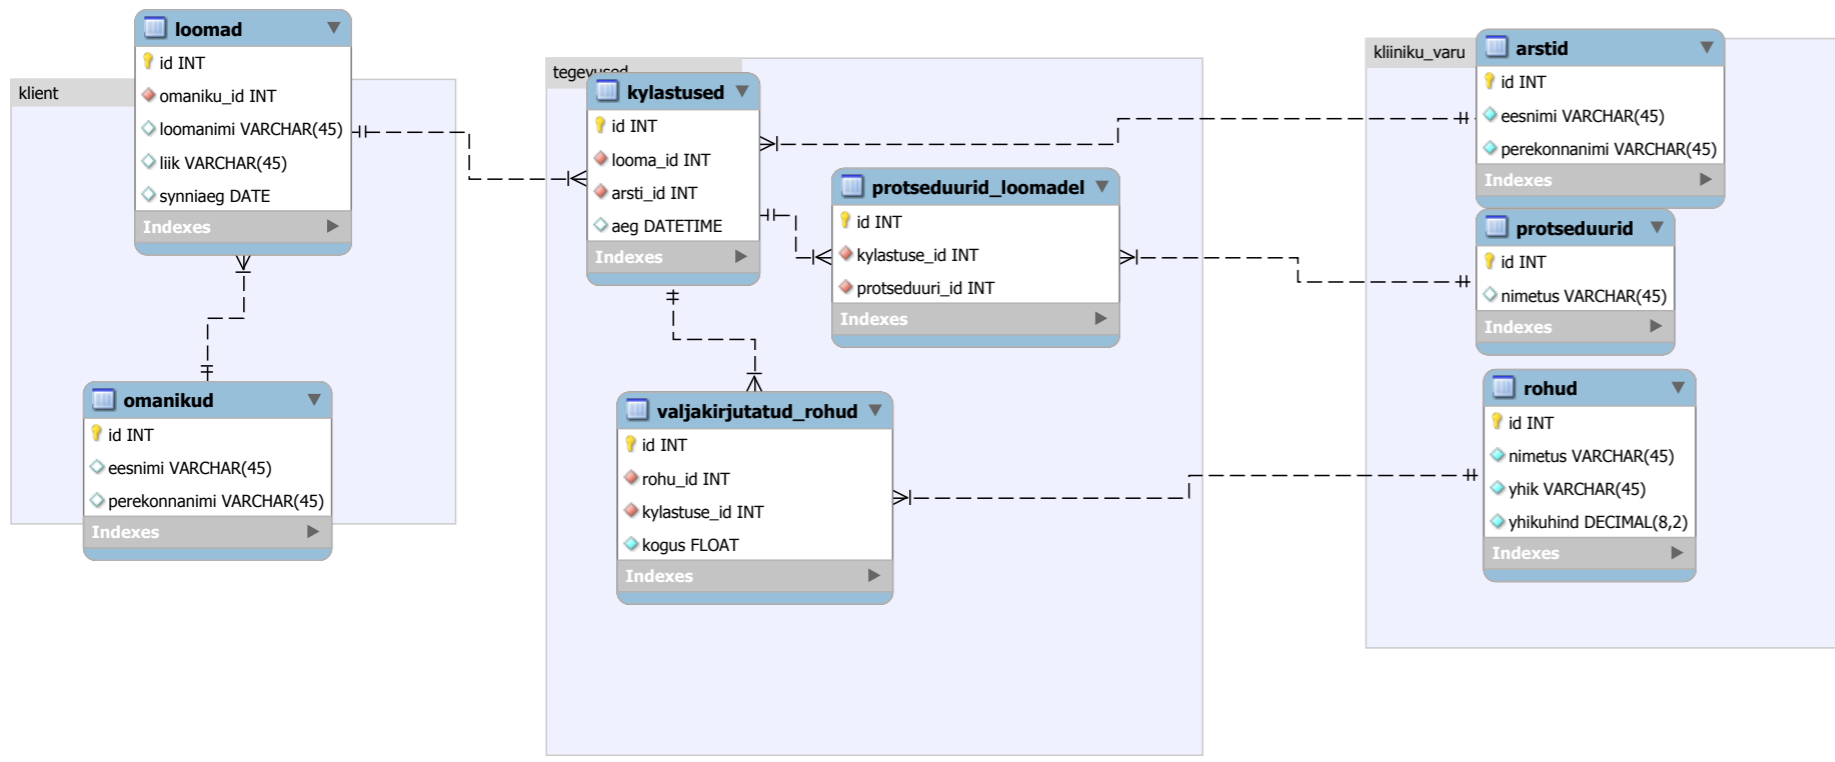 klient
loomad
id INT
omaniku_id INT
loomanimi VARCHAR(45)
liik VARCHAR(45)
synniaeg DATE
Indexes
omanikud
id INT
eesnimi VARCHAR(45)
perekonnanimi VARCHAR(45)
Indexes
tegevused
kylastused
id INT
looma_id INT
arsti_id INT
aeg DATETIME
Indexes
protseduurid_loomadel
id INT
kylastuse_id INT
protseduuri_id INT
Indexes
valjakirjutatud_rohud
id INT
rohu_id INT
kylastuse_id INT
kogus FLOAT
Indexes
kliiniku_varu
arstid
id INT
eesnimi VARCHAR(45)
perekonnanimi VARCHAR(45)
Indexes
protseduurid
id INT
nimetus VARCHAR(45)
Indexes
rohud
id INT
nimetus VARCHAR(45)
yhik VARCHAR(45)
yhikuhind DECIMAL(8,2)
Indexes